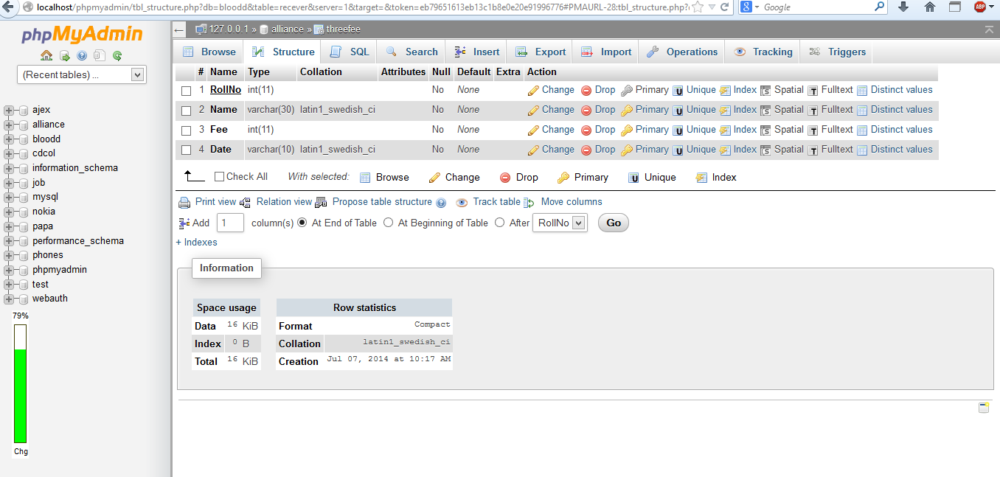 localhost/phpmyadmin/tbl_structure.php?db=bloodd&table=recever&server=1&target=&token=eb79651613eb13c1b8e0e20e91996776#PMAURL-28:tbl_structure.php? Google ABP
phpMyAdmin
(Recent tables) ...
ajex
alliance
bloodd
cdcol
information_schema
job
mysql
nokia
papa
performance_schema
phones
phpmyadmin
test
webauth
79%
Chg
127.0.0.1 » alliance » threefee
Browse Structure SQL Search Insert Export Import Operations Tracking Triggers
# Name Type Collation Attributes Null Default Extra Action
1 RollNo int(11) No None Change Drop Primary Unique Index Spatial Fulltext Distinct values
2 Name varchar(30) latin1_swedish_ci No None Change Drop Primary Unique Index Spatial Fulltext Distinct values
3 Fee int(11) No None Change Drop Primary Unique Index Spatial Fulltext Distinct values
4 Date varchar(10) latin1_swedish_ci No None Change Drop Primary Unique Index Spatial Fulltext Distinct values
Check All With selected: Browse Change Drop Primary Unique Index
Print view Relation view Propose table structure Track table Move columns
Add 1 column(s) At End of Table At Beginning of Table After RollNo Go
+ Indexes
Information
Space usage Row statistics
Data 16 KiB Format Compact
Index 0 B Collation latin1_swedish_ci
Total 16 KiB Creation Jul 07, 2014 at 10:17 AM